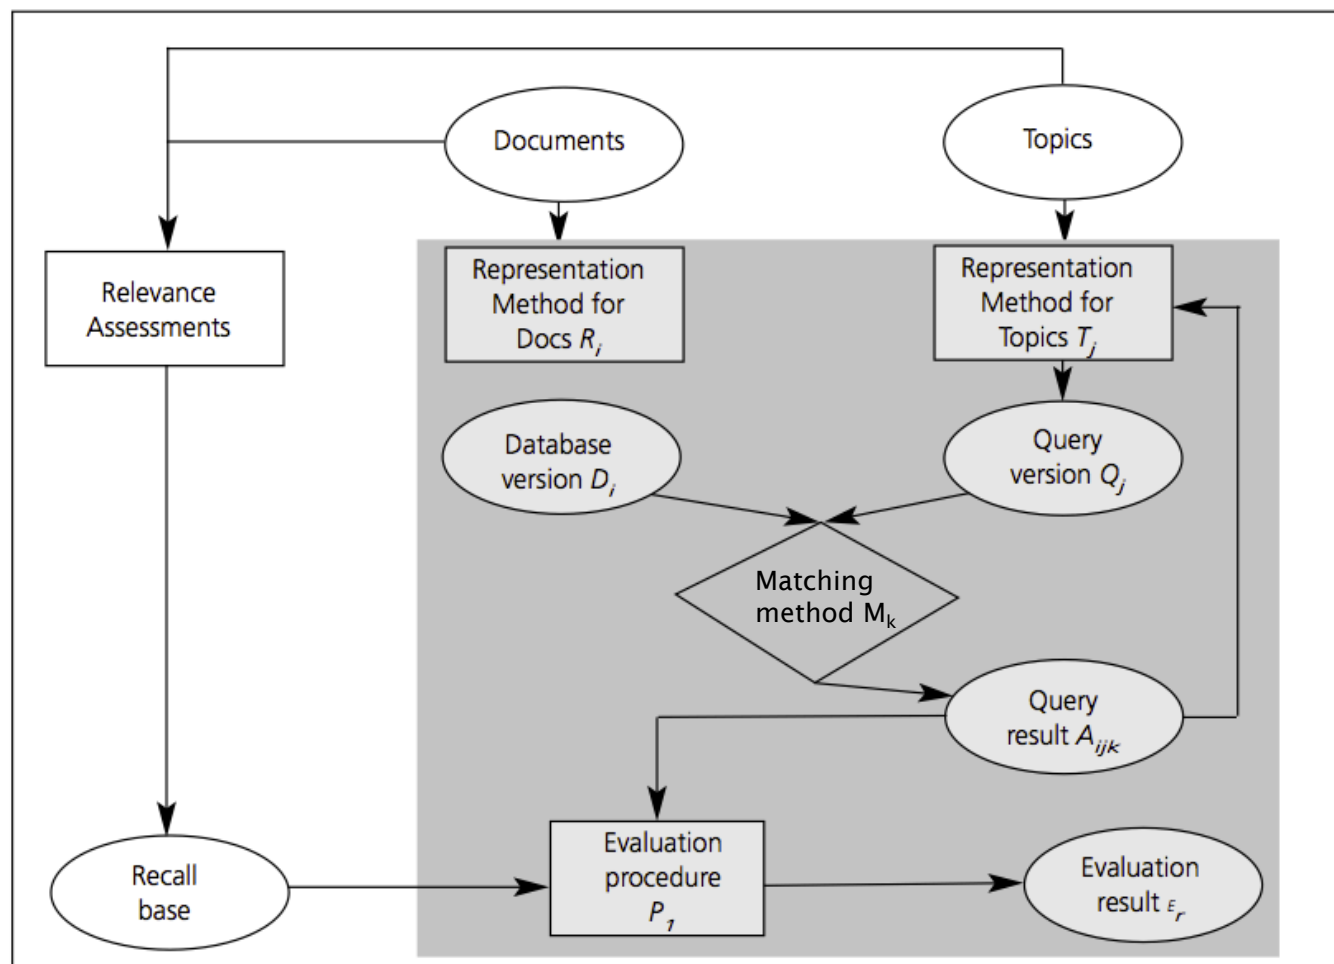 Documents
Topics
Relevance
Assessments
Representation
Method for
Docs R_i
Representation
Method for
Topics T_j
Database
version D_i
Query
version Q_j
Matching
method M_k
Query
result A_ijk
Recall
base
Evaluation
procedure
P_1
Evaluation
result E_r